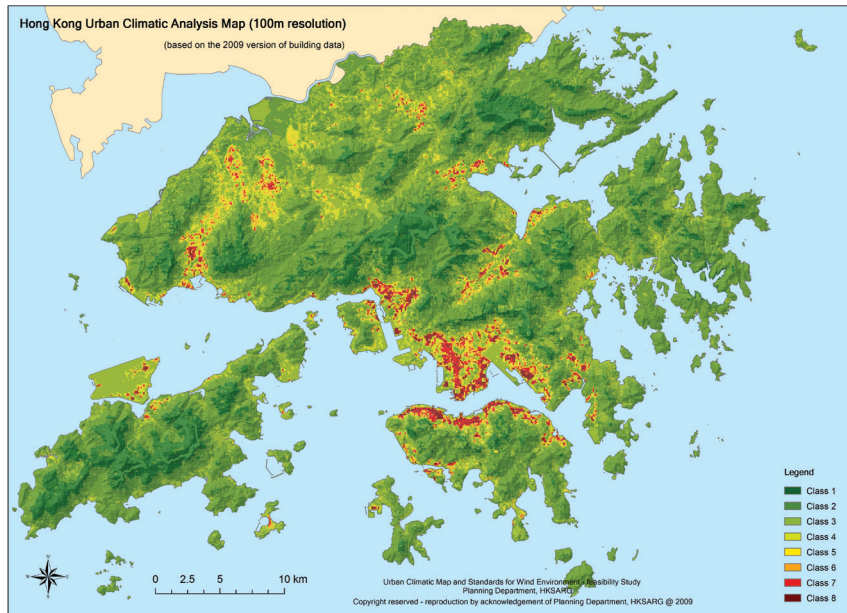 Hong Kong Urban Climatic Analysis Map (100m resolution)
(based on the 2009 version of building data)
Legend
Class 1
Class 2
Class 3
Class 4
Class 5
Class 6
Class 7
Class 8
N
0 2.5 5 10 km
Urban Climatic Map and Standards for Wind Environment - feasibility Study
Planning Department, HKSARG
Copyright reserved - reproduction by acknowledgement of Planning Department, HKSARG @ 2009